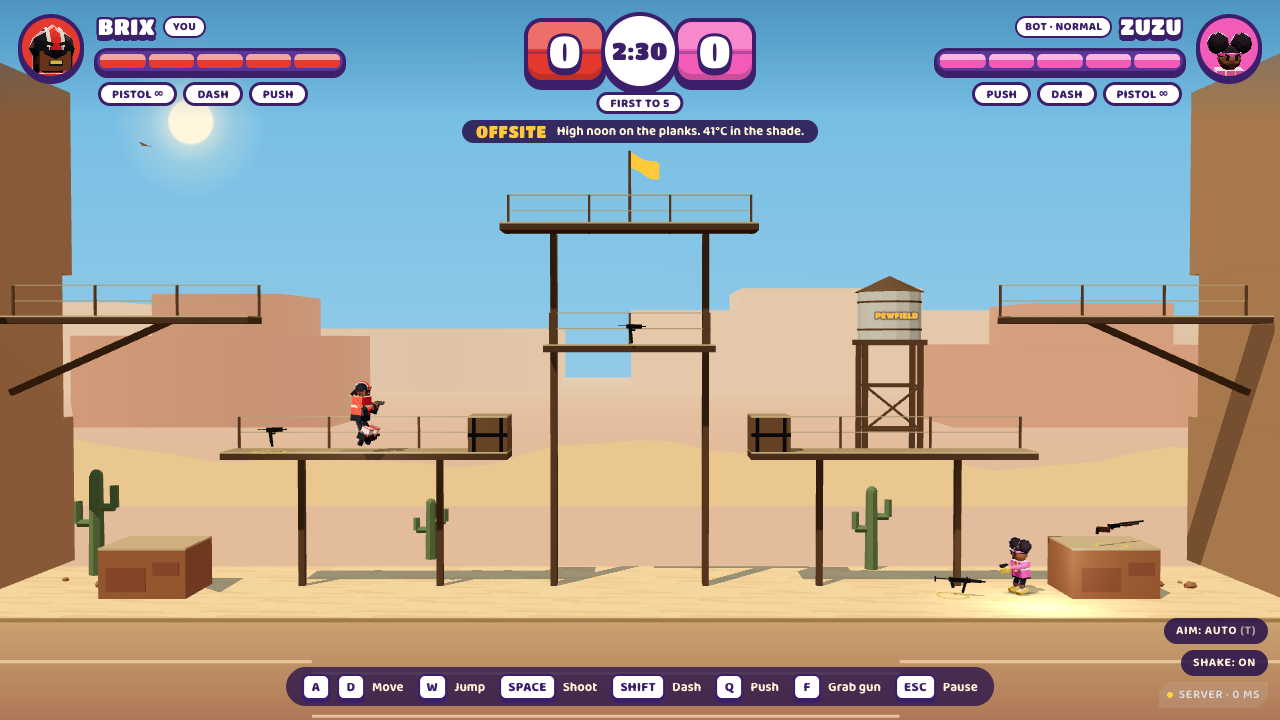 BRIX YOU
PISTOL ∞ DASH PUSH
0 2:30 0
FIRST TO 5
BOT · NORMAL ZUZU
PUSH DASH PISTOL ∞
OFFSITE High noon on the planks. 41°C in the shade.
PEWFIELD
AIM: AUTO (T)
SHAKE: ON
SERVER · 0 MS
A D Move W Jump SPACE Shoot SHIFT Dash Q Push F Grab gun ESC Pause